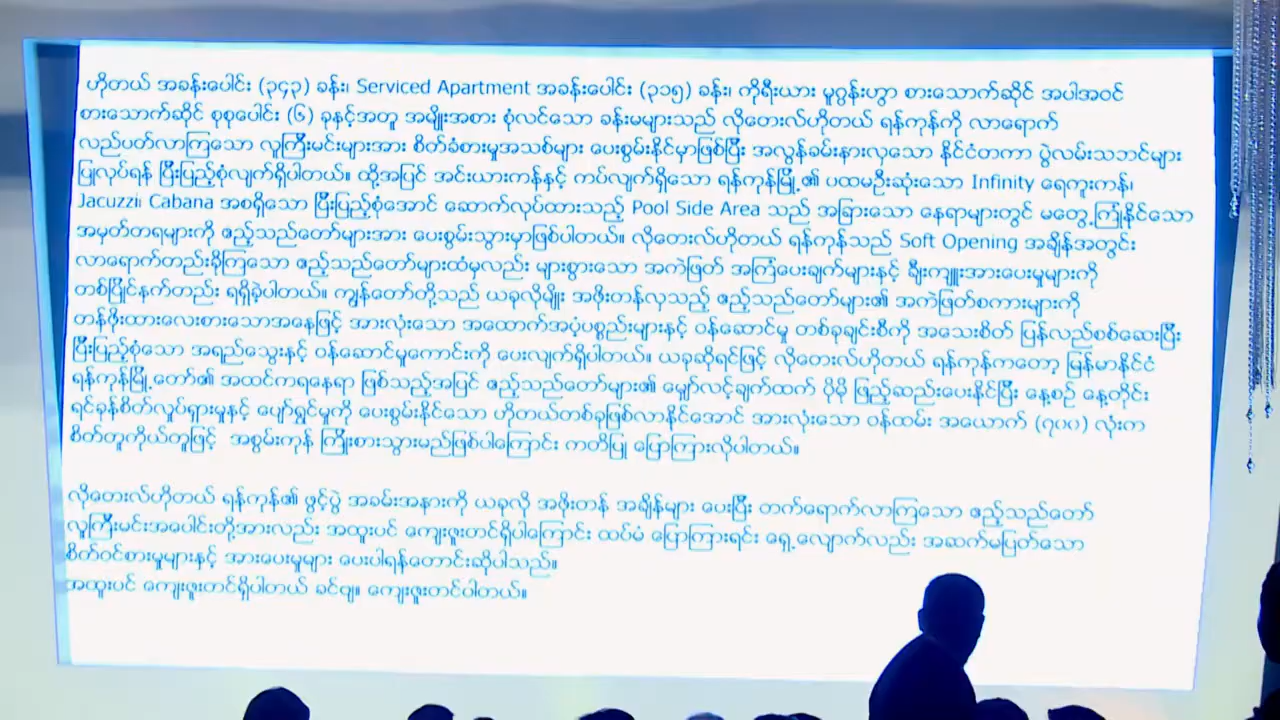 ဟိုတယ် အခန်းပေါင်း (၃၄၃) ခန်း၊ Serviced Apartment အခန်းပေါင်း (၃၁၅) ခန်း၊ ကိုရီးယား မူဂွန်းဟွာ စားသောက်ဆိုင် အပါအဝင်
စားသောက်ဆိုင် စုစုပေါင်း (၆) ခုနှင့်အတူ အမျိုးအစား စုံလင်သော ခန်းမများသည် လိုတေးလ်ဟိုတယ် ရန်ကုန်ကို လာရောက်
လည်ပတ်လာကြသော လူကြီးမင်းများအား စိတ်ခံစားမှုအသစ်များ ပေးစွမ်းနိုင်မှာဖြစ်ပြီး အလွန်ခမ်းနားလှသော နိုင်ငံတကာ ပွဲလမ်းသဘင်များ
ပြုလုပ်ရန် ပြီးပြည့်စုံလျက်ရှိပါတယ်။ ထို့အပြင် အင်းယားကန်နှင့် ကပ်လျက်ရှိသော ရန်ကုန်မြို့၏ ပထမဦးဆုံးသော Infinity ရေကူးကန်၊
Jacuzzi၊ Cabana အစရှိသော ပြီးပြည့်စုံအောင် ဆောက်လုပ်ထားသည့် Pool Side Area သည် အခြားသော နေရာများတွင် မတွေ့ကြုံနိုင်သော
အမှတ်တရများကို ဧည့်သည်တော်များအား ပေးစွမ်းသွားမှာဖြစ်ပါတယ်။ လိုတေးလ်ဟိုတယ် ရန်ကုန်သည် Soft Opening အချိန်အတွင်း
လာရောက်တည်းခိုကြသော ဧည့်သည်တော်များထံမှလည်း များစွာသော အကဲဖြတ် အကြံပေးချက်များနှင့် ချီးကျူးအားပေးမှုများကို
တစ်ပြိုင်နက်တည်း ရရှိခဲ့ပါတယ်။ ကျွန်တော်တို့သည် ယခုလိုမျိုး အဖိုးတန်လှသည့် ဧည့်သည်တော်များ၏ အကဲဖြတ်စကားများကို
တန်ဖိုးထားလေးစားသောအနေဖြင့် အားလုံးသော အထောက်အပံ့ပစ္စည်းများနှင့် ဝန်ဆောင်မှု တစ်ခုချင်းစီကို အသေးစိတ် ပြန်လည်စစ်ဆေးပြီး
ပြီးပြည့်စုံသော အရည်သွေးနှင့် ဝန်ဆောင်မှုကောင်းကို ပေးလျက်ရှိပါတယ်။ ယခုဆိုရင်ဖြင့် လိုတေးလ်ဟိုတယ် ရန်ကုန်ကတော့ မြန်မာနိုင်ငံ
ရန်ကုန်မြို့တော်၏ အထင်ကရနေရာ ဖြစ်သည့်အပြင် ဧည့်သည်တော်များ၏ မျှော်လင့်ချက်ထက် ပိုမို ဖြည့်ဆည်းပေးနိုင်ပြီး နေ့စဉ် နေ့တိုင်း
ရင်ခုန်စိတ်လှုပ်ရှားမှုနှင့် ပျော်ရွှင်မှုကို ပေးစွမ်းနိုင်သော ဟိုတယ်တစ်ခုဖြစ်လာနိုင်အောင် အားလုံးသော ဝန်ထမ်း အယောက် (၇၀၀) လုံးက
စိတ်တူကိုယ်တူဖြင့် အစွမ်းကုန် ကြိုးစားသွားမည်ဖြစ်ပါကြောင်း ကတိပြု ပြောကြားလိုပါတယ်။
လိုတေးလ်ဟိုတယ် ရန်ကုန်၏ ဖွင့်ပွဲ အခမ်းအနားကို ယခုလို အဖိုးတန် အချိန်များ ပေးပြီး တက်ရောက်လာကြသော ဧည့်သည်တော်
လူကြီးမင်းအပေါင်းတို့အားလည်း အထူးပင် ကျေးဇူးတင်ရှိပါကြောင်း ထပ်မံ ပြောကြားရင်း ရှေ့လျှောက်လည်း အဆက်မပြတ်သော
စိတ်ဝင်စားမှုများနှင့် အားပေးမှုများ ပေးပါရန်တောင်းဆိုပါသည်။
အထူးပင် ကျေးဇူးတင်ရှိပါတယ် ခင်ဗျ။ ကျေးဇူးတင်ပါတယ်။